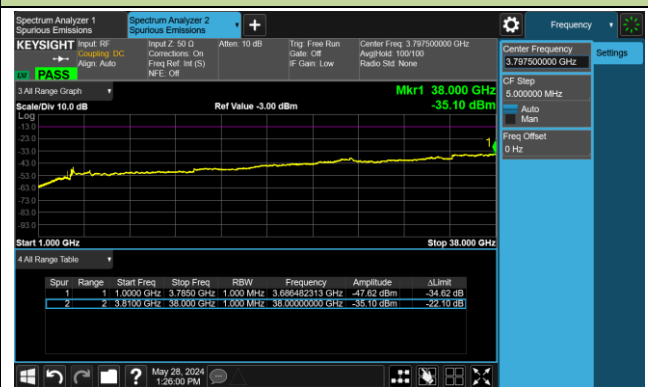 Spectrum Analyzer 1
Spurious Emissions
Spectrum Analyzer 2
Spurious Emissions
Frequency
KEYSIGHT
Input: RF
Coupling: DC
Align: Auto
Input Z: 50 Ω
Corrections: On
Freq Ref: Int (S)
NFE: Off
Atten: 10 dB
Trig: Free Run
Gate: Off
IF Gain: Low
Center Freq: 3.797500000 GHz
Avg|Hold: 100/100
Radio Std: None
PASS
3 All Range Graph
Mkr1 38.000 GHz
Scale/Div 10.0 dB
Ref Value -3.00 dBm
-35.10 dBm
Log
-13.0
-23.0
-33.0
-43.0
-53.0
-63.0
-73.0
-83.0
-93.0
1
Start 1.000 GHz
Stop 38.000 GHz
4 All Range Table
Spur Range Start Freq Stop Freq RBW Frequency Amplitude ΔLimit
1 1 1.0000 GHz 3.7850 GHz 1.000 MHz 3.686482313 GHz -47.62 dBm -34.62 dB
2 2 3.8100 GHz 38.000 GHz 1.000 MHz 38.00000000 GHz -35.10 dBm -22.10 dB
Center Frequency
3.797500000 GHz
Settings
CF Step
5.000000 MHz
Auto
Man
Freq Offset
0 Hz
?
May 28, 2024
1:26:00 PM